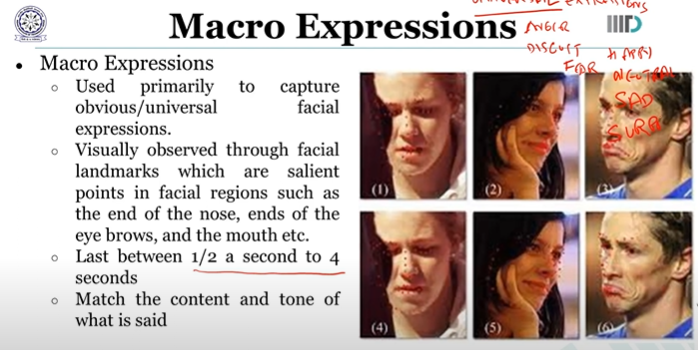 UNIVERSAL EXPRESSIONS
Macro Expressions
ANGER
IIID
DISGUST
HAPPY
FEAR
NEUTRAL
SAD
SURP
• Macro Expressions
○ Used primarily to capture
obvious/universal facial
expressions.
○ Visually observed through facial
landmarks which are salient
points in facial regions such as
the end of the nose, ends of the
eye brows, and the mouth etc.
○ Last between 1/2 a second to 4
seconds
○ Match the content and tone of
what is said
(1) (2) (3)
(4) (5) (6)